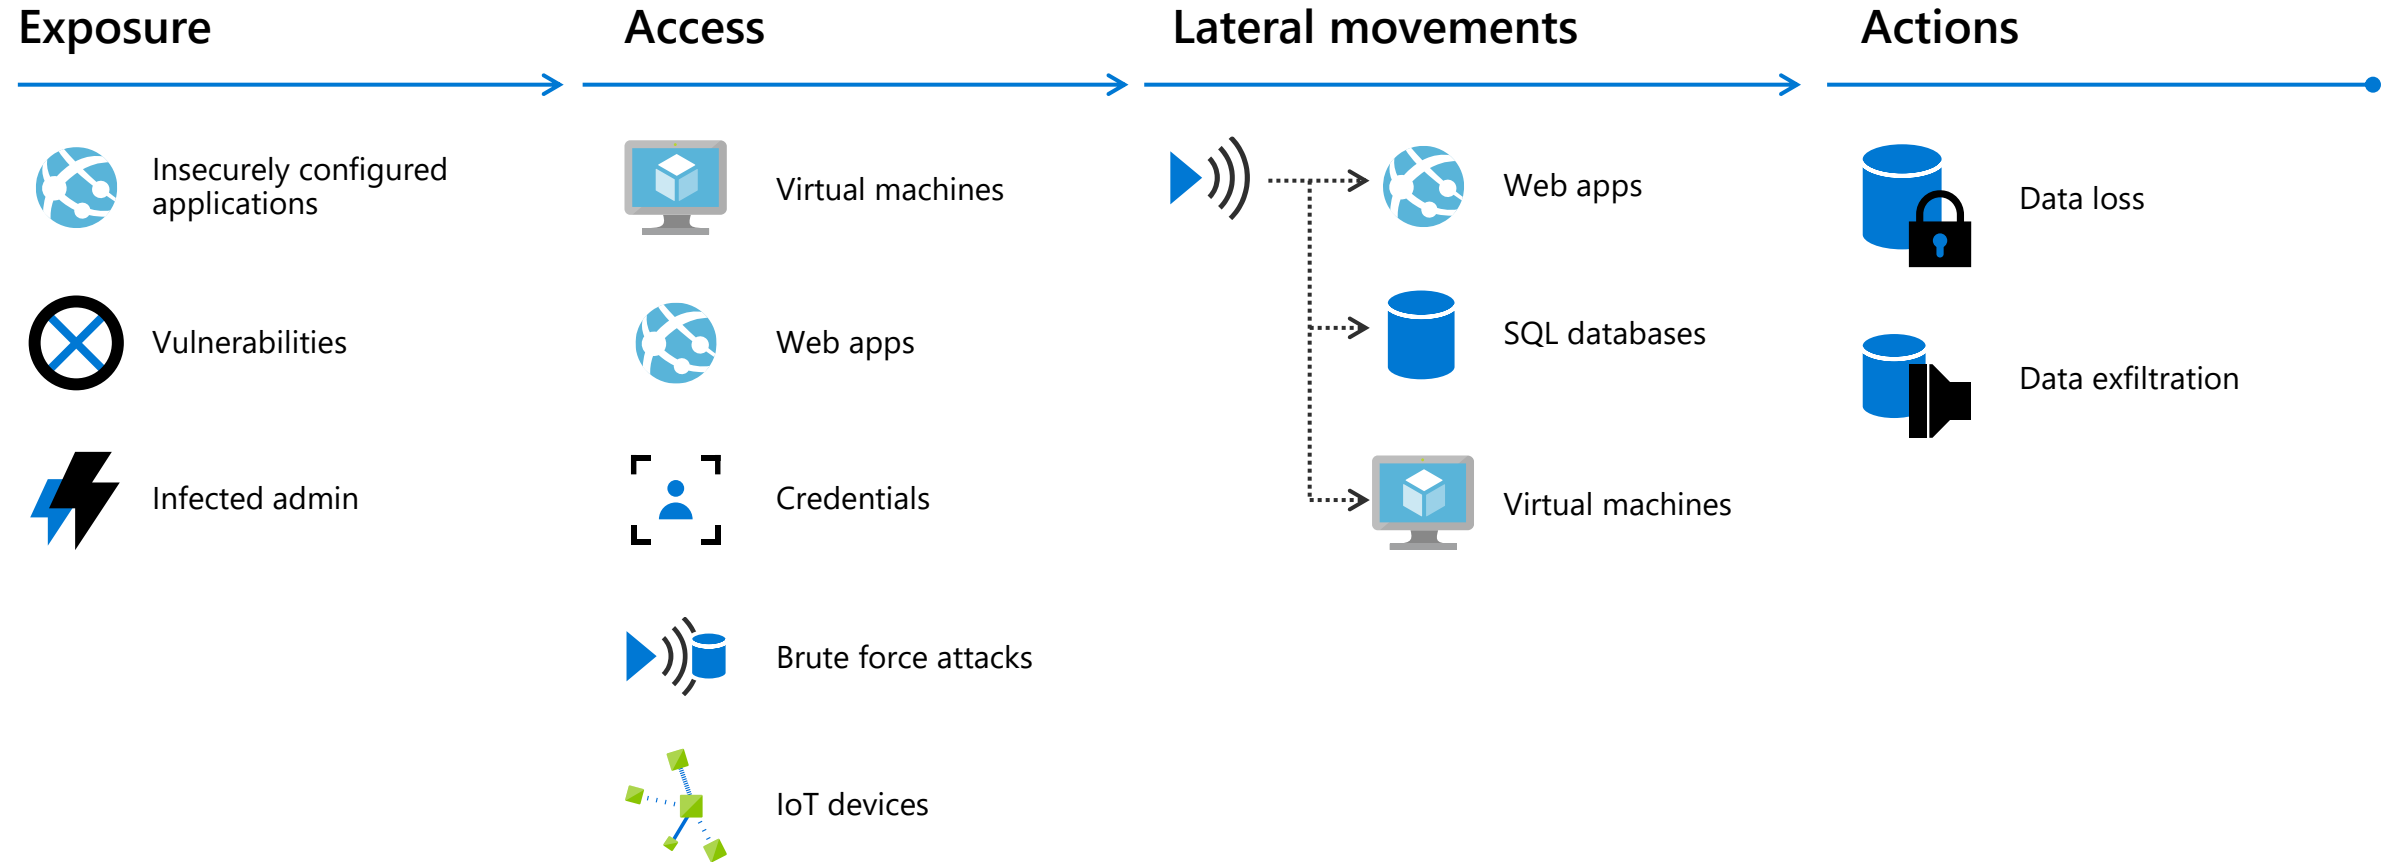 Exposure
Insecurely configured
applications
Vulnerabilities
Infected admin
Access
Virtual machines
Web apps
Credentials
Brute force attacks
IoT devices
Lateral movements
Web apps
SQL databases
Virtual machines
Actions
Data loss
Data exfiltration